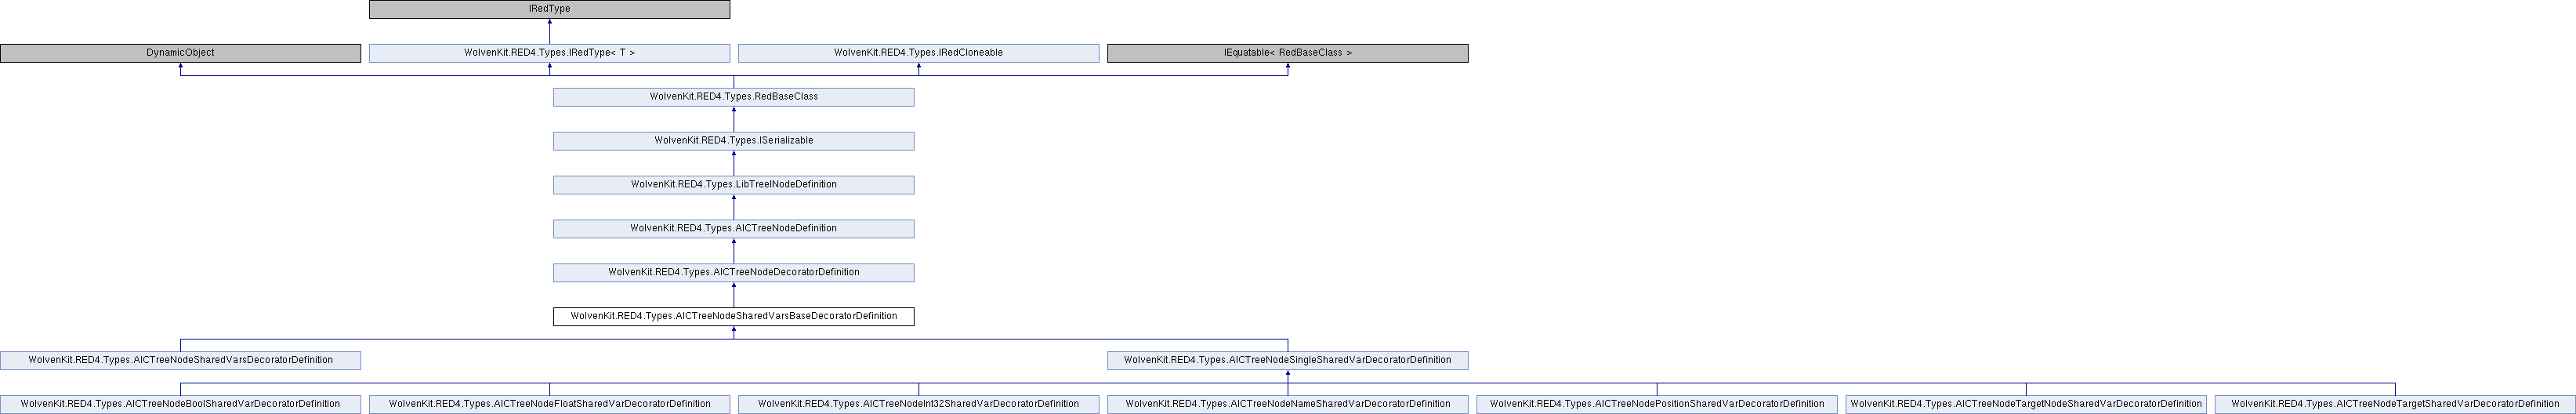 IRedType
DynamicObject
WolvenKit.RED4.Types.IRedType< T >
WolvenKit.RED4.Types.IRedCloneable
IEquatable< RedBaseClass >
WolvenKit.RED4.Types.RedBaseClass
WolvenKit.RED4.Types.ISerializable
WolvenKit.RED4.Types.LibTreeINodeDefinition
WolvenKit.RED4.Types.AICTreeNodeDefinition
WolvenKit.RED4.Types.AICTreeNodeDecoratorDefinition
WolvenKit.RED4.Types.AICTreeNodeSharedVarsBaseDecoratorDefinition
WolvenKit.RED4.Types.AICTreeNodeSharedVarsDecoratorDefinition
WolvenKit.RED4.Types.AICTreeNodeSingleSharedVarDecoratorDefinition
WolvenKit.RED4.Types.AICTreeNodeBoolSharedVarDecoratorDefinition
WolvenKit.RED4.Types.AICTreeNodeFloatSharedVarDecoratorDefinition
WolvenKit.RED4.Types.AICTreeNodeInt32SharedVarDecoratorDefinition
WolvenKit.RED4.Types.AICTreeNodeNameSharedVarDecoratorDefinition
WolvenKit.RED4.Types.AICTreeNodePositionSharedVarDecoratorDefinition
WolvenKit.RED4.Types.AICTreeNodeTargetNodeSharedVarDecoratorDefinition
WolvenKit.RED4.Types.AICTreeNodeTargetSharedVarDecoratorDefinition